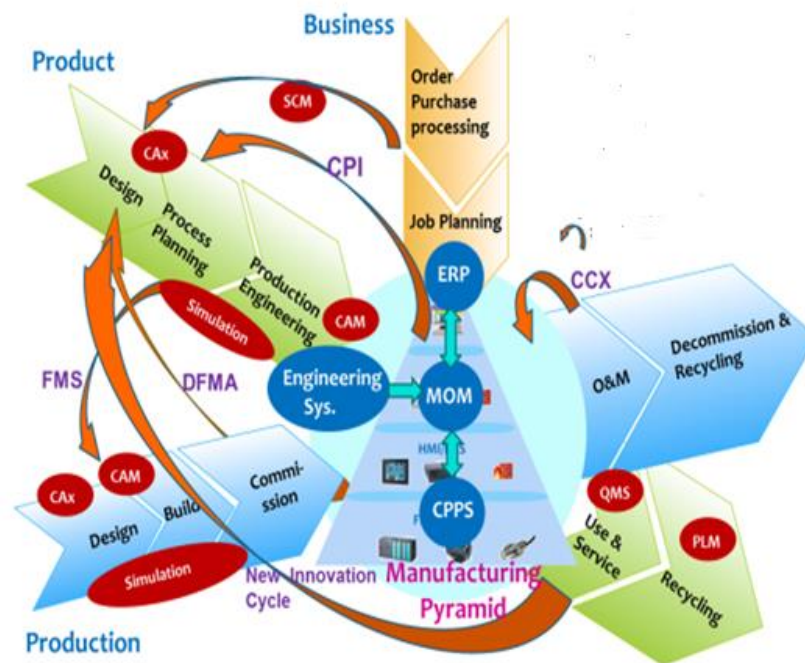 Business
Product
Order
Purchase
processing
SCM
CAx
CPI
Design
Process
Planning
Job Planning
Production
Engineering
ERP
CCX
Simulation
CAM
Decommission &
Recycling
O&M
FMS
DFMA
Engineering
Sys.
MOM
CAx
CAM
Commi-
ssion
QMS
Build
Design
CPPS
Use &
Service
PLM
Simulation
New Innovation
Cycle
Manufacturing
Pyramid
Recycling
Production